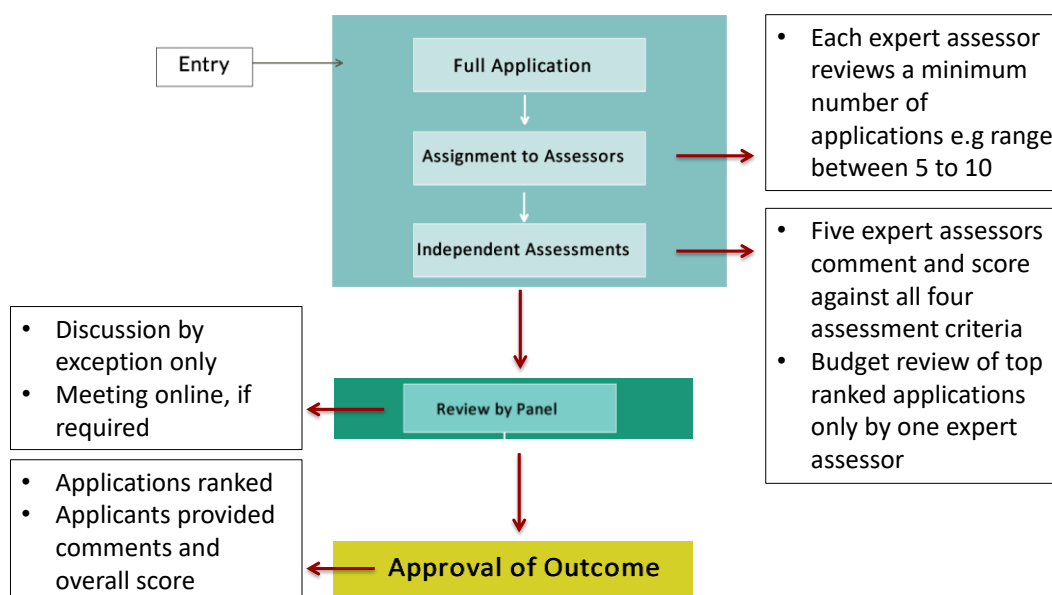 Entry
Full Application
Assignment to Assessors
Independent Assessments
• Each expert assessor
reviews a minimum
number of
applications e.g range
between 5 to 10
• Five expert assessors
comment and score
against all four
assessment criteria
• Budget review of top
ranked applications
only by one expert
assessor
• Discussion by
exception only
• Meeting online, if
required
Review by Panel
• Applications ranked
• Applicants provided
comments and
overall score
Approval of Outcome